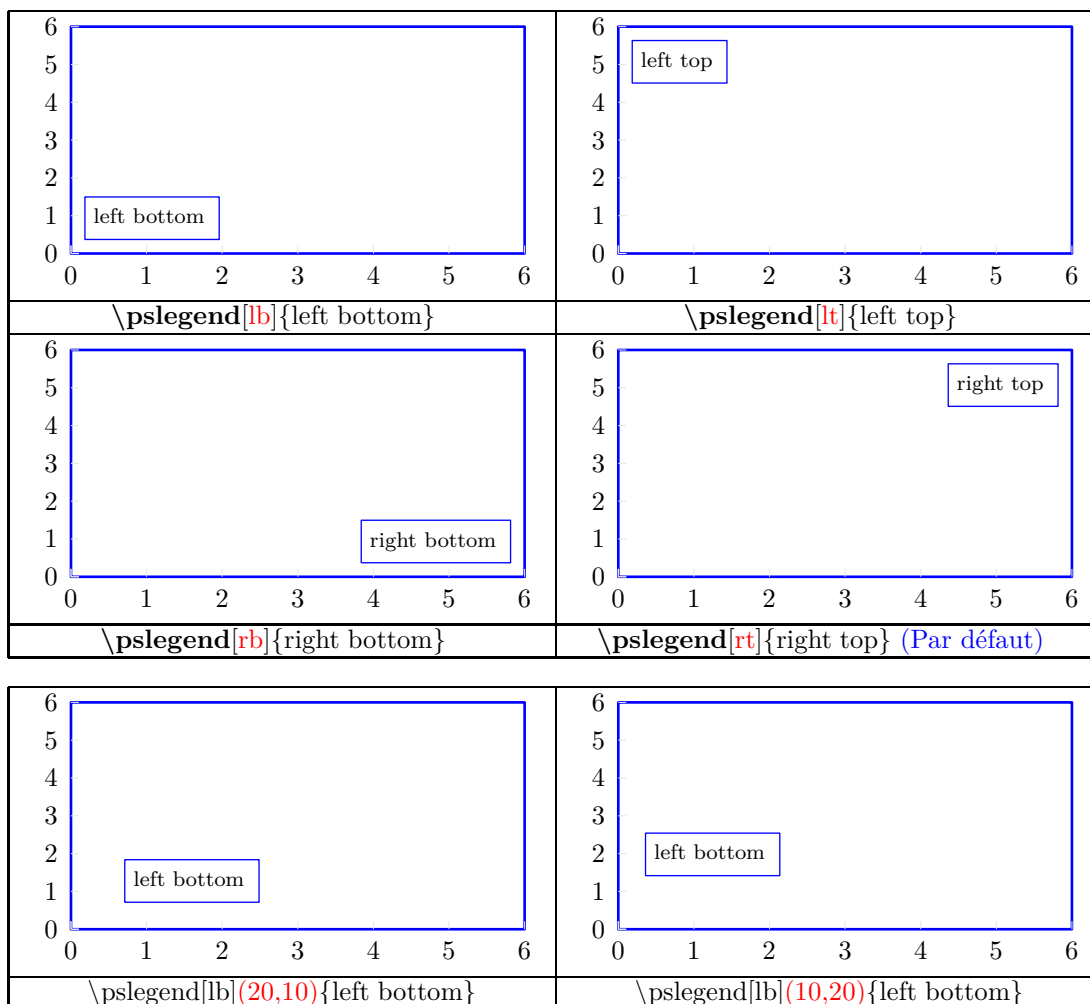 6
5
4
3
2
1
0
left bottom
0 1 2 3 4 5 6
\pslegend[lb]{left bottom}
6
5
4
3
2
1
0
left top
0 1 2 3 4 5 6
\pslegend[lt]{left top}
6
5
4
3
2
1
0
right bottom
0 1 2 3 4 5 6
\pslegend[rb]{right bottom}
6
5
4
3
2
1
0
right top
0 1 2 3 4 5 6
\pslegend[rt]{right top} (Par défaut)
6
5
4
3
2
1
0
left bottom
0 1 2 3 4 5 6
\pslegend[lb](20,10){left bottom}
6
5
4
3
2
1
0
left bottom
0 1 2 3 4 5 6
\pslegend[lb](10,20){left bottom}